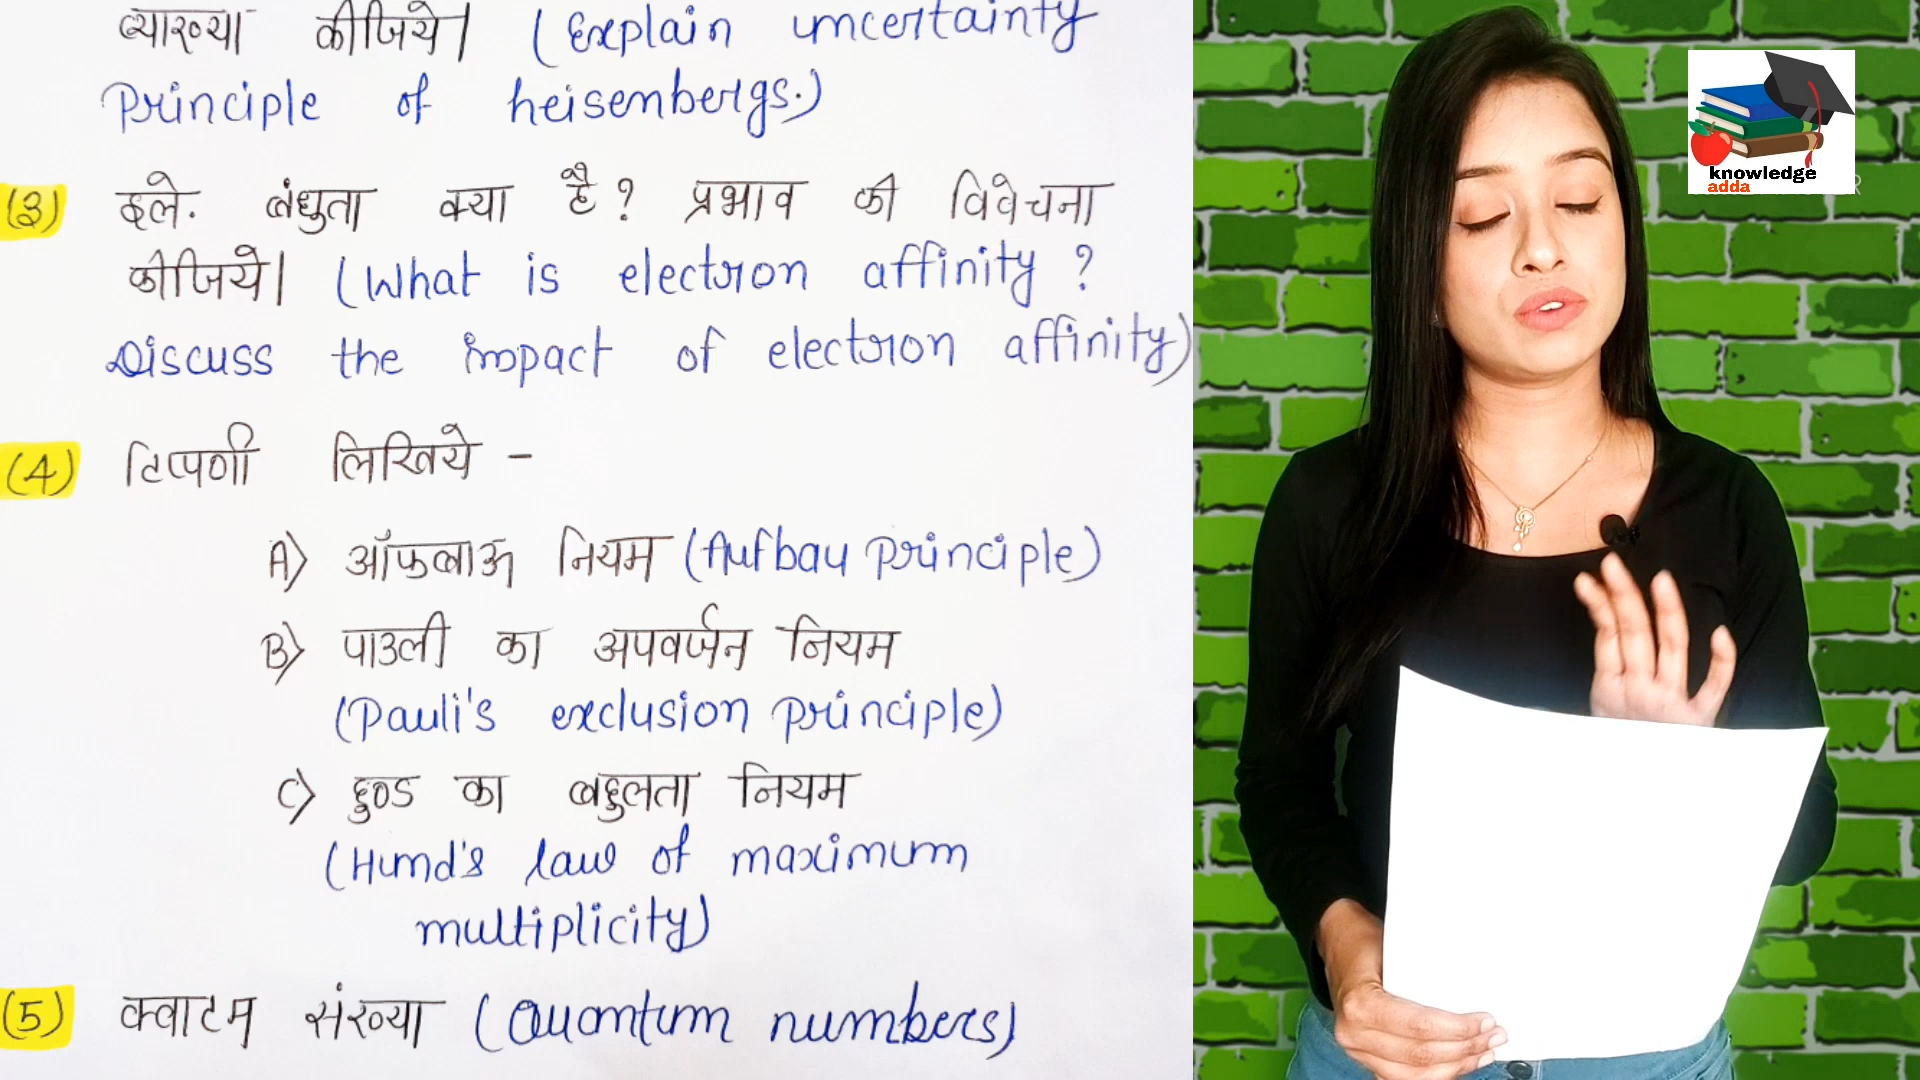 व्याख्या कीजिये। (Explain uncertainty
Principle of heisenbergs.)
(3) इले. बंधुता क्या है? प्रभाव की विवेचना
कीजिये। (What is electron affinity ?
Discuss the impact of electron affinity)
(4) टिप्पणी लिखिये -
A) ऑफबाऊ नियम (Aufbau principle)
B) पाउली का अपवर्जन नियम
(Pauli's exclusion principle)
C) हुण्ड का बहुलता नियम
(Hund's law of maximum
multiplicity)
(5) क्वाटम संख्या (Quantum numbers)
knowledge
adda